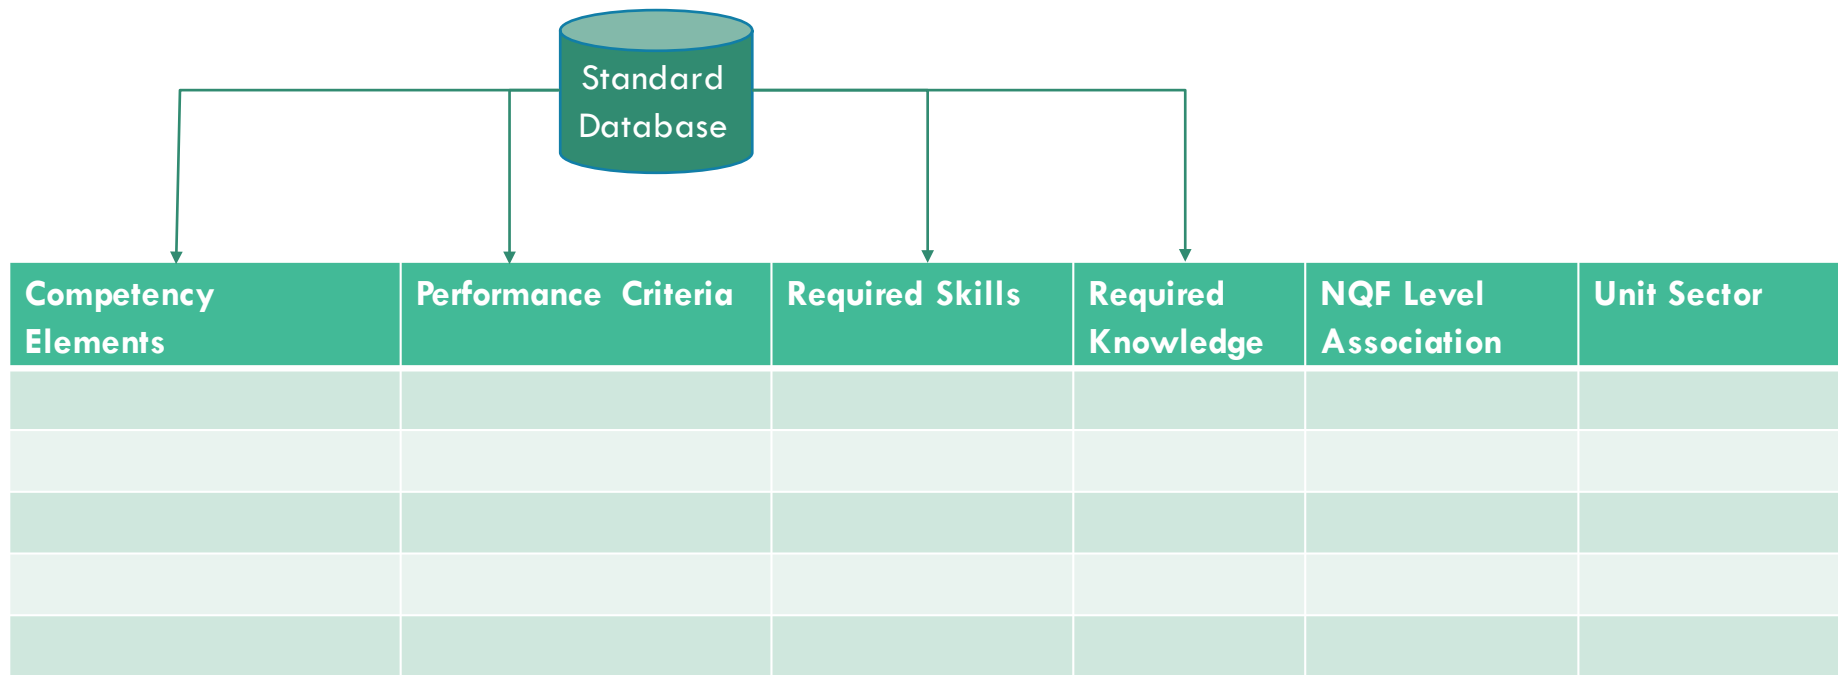 Standard
Database
Competency
Elements
Performance Criteria
Required Skills
Required
Knowledge
NQF Level
Association
Unit Sector